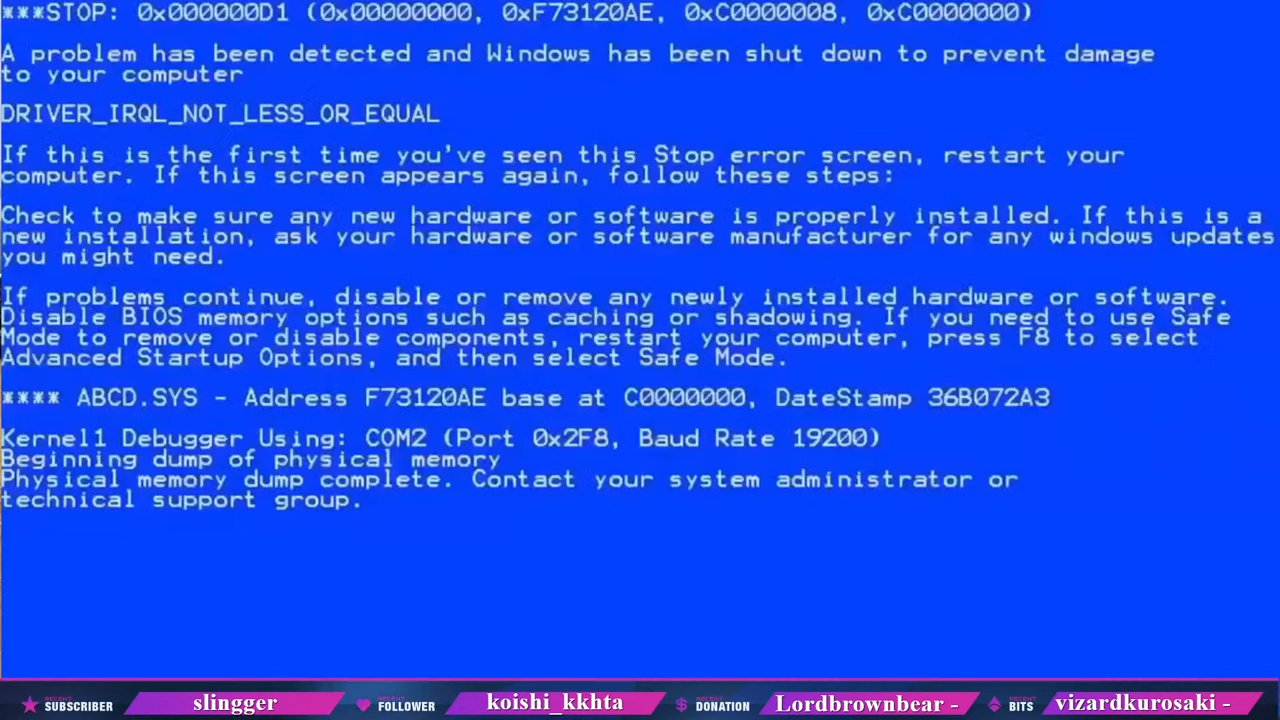 ***STOP: 0x000000D1 (0x00000000, 0xF73120AE, 0xC0000008, 0xC0000000)
A problem has been detected and Windows has been shut down to prevent damage
to your computer
DRIVER_IRQL_NOT_LESS_OR_EQUAL
If this is the first time you've seen this Stop error screen, restart your
computer. If this screen appears again, follow these steps:
Check to make sure any new hardware or software is properly installed. If this is a
new installation, ask your hardware or software manufacturer for any windows updates
you might need.
If problems continue, disable or remove any newly installed hardware or software.
Disable BIOS memory options such as caching or shadowing. If you need to use Safe
Mode to remove or disable components, restart your computer, press F8 to select
Advanced Startup Options, and then select Safe Mode.
**** ABCD.SYS - Address F73120AE base at C0000000, DateStamp 36B072A3
Kernel1 Debugger Using: COM2 (Port 0x2F8, Baud Rate 19200)
Beginning dump of physical memory
Physical memory dump complete. Contact your system administrator or
technical support group.
RECENT SUBSCRIBER slingger RECENT FOLLOWER koishi_kkhta RECENT DONATION Lordbrownbear - RECENT BITS vizardkurosaki -